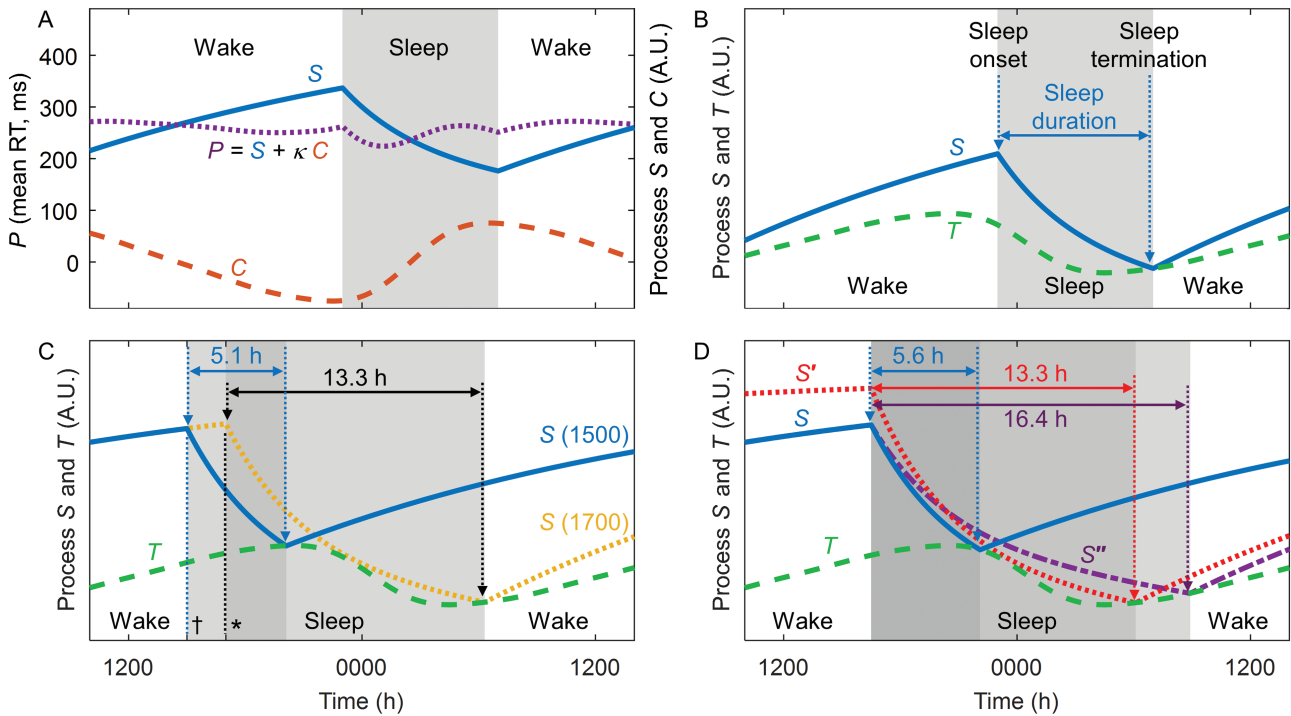 A
Wake
Sleep
Wake
S
P = S + κ C
C
400
300
200
100
0
P (mean RT, ms)
Processes S and C (A.U.)
B
Sleep
onset
Sleep
termination
Sleep
duration
S
T
Wake
Sleep
Wake
Process S and T (A.U.)
C
5.1 h
13.3 h
S (1500)
S (1700)
T
Wake
†
*
Sleep
Wake
Process S and T (A.U.)
1200
0000
1200
Time (h)
D
5.6 h
13.3 h
16.4 h
S′
S
T
S″
Wake
Sleep
Wake
Process S and T (A.U.)
1200
0000
1200
Time (h)